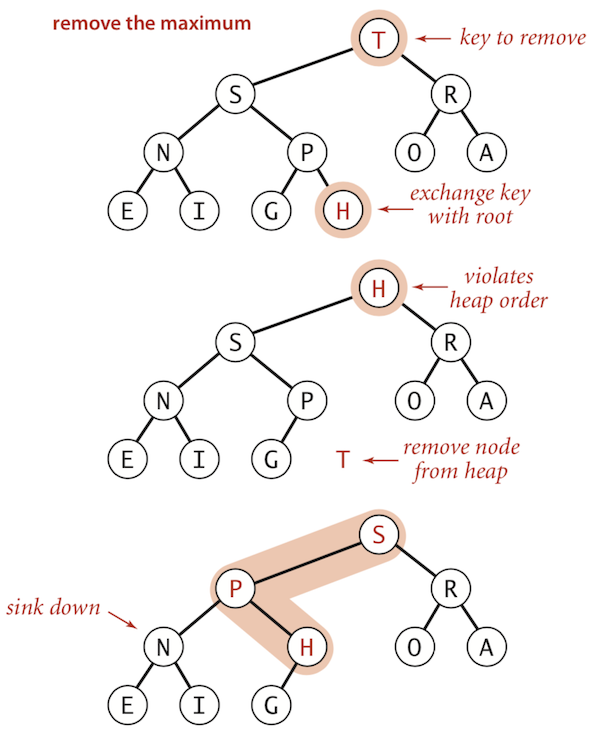 remove the maximum
T
key to remove
S
R
N
P
O
A
E
I
G
H
exchange key
with root
H
violates
heap order
S
R
N
P
O
A
E
I
G
T
remove node
from heap
S
P
R
sink down
N
H
O
A
E
I
G